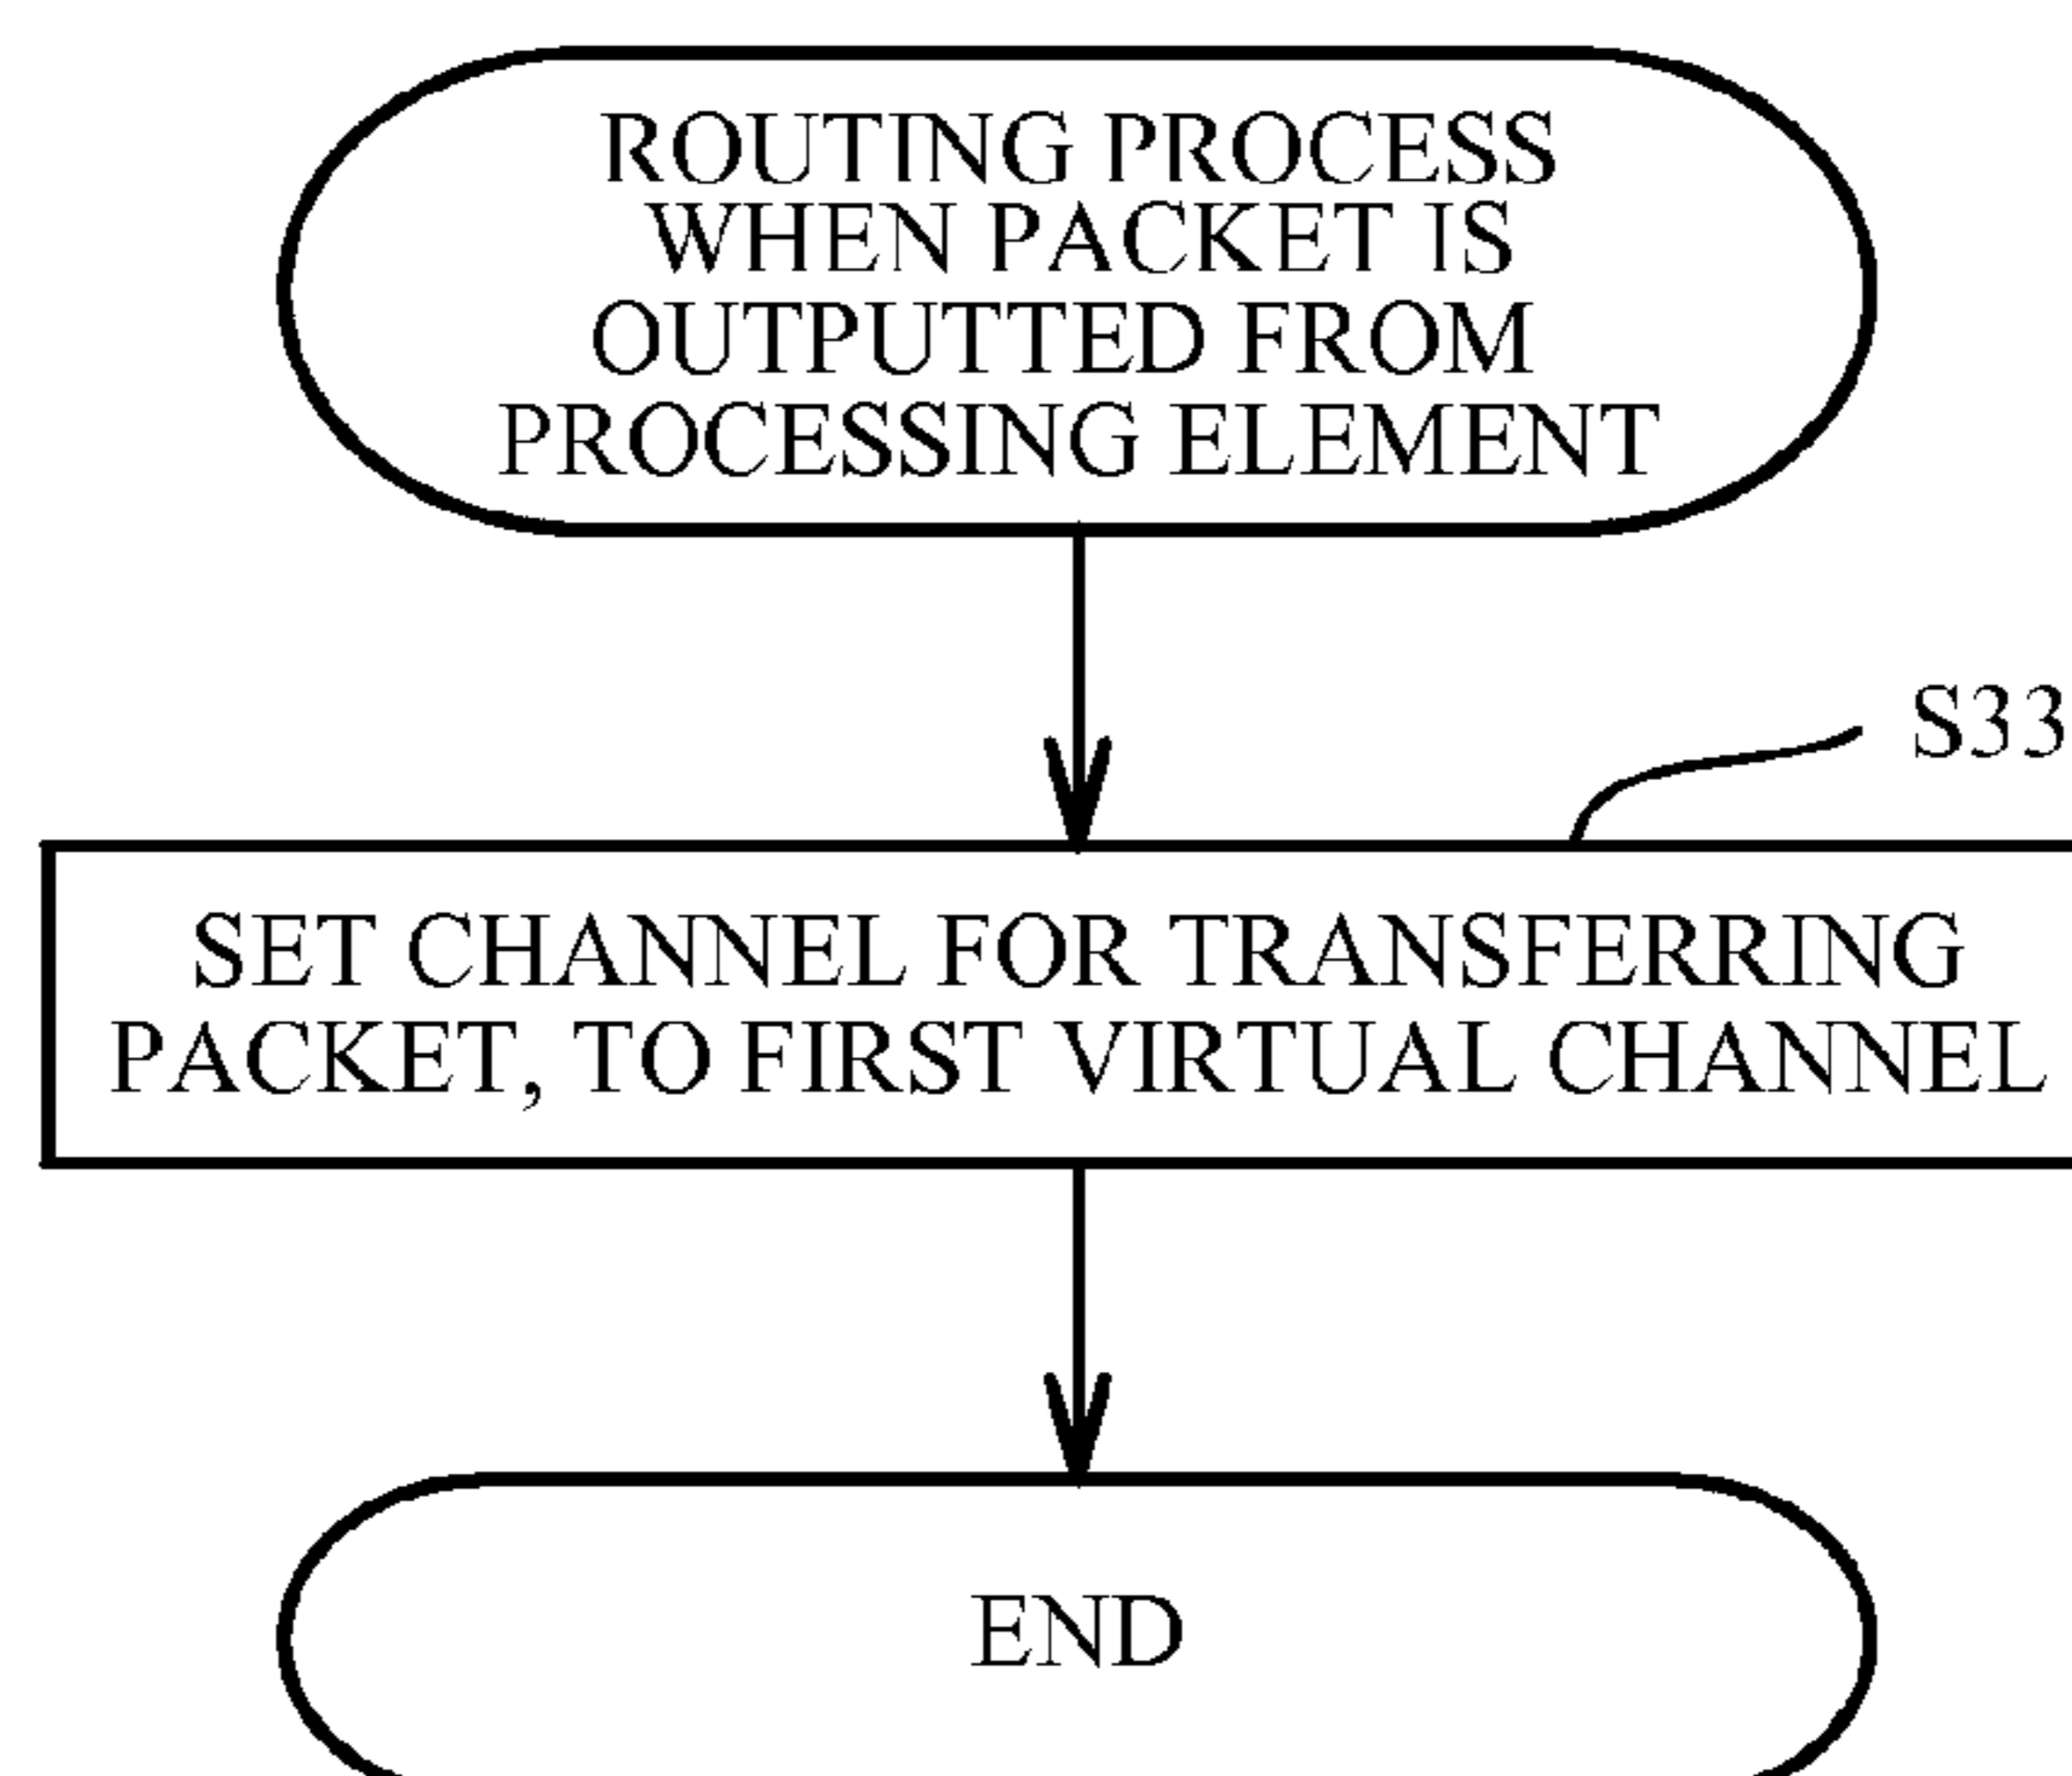 ROUTING PROCESS
WHEN PACKET IS
OUTPUTTED FROM
PROCESSING ELEMENT
S33
SET CHANNEL FOR TRANSFERRING
PACKET, TO FIRST VIRTUAL CHANNEL
END